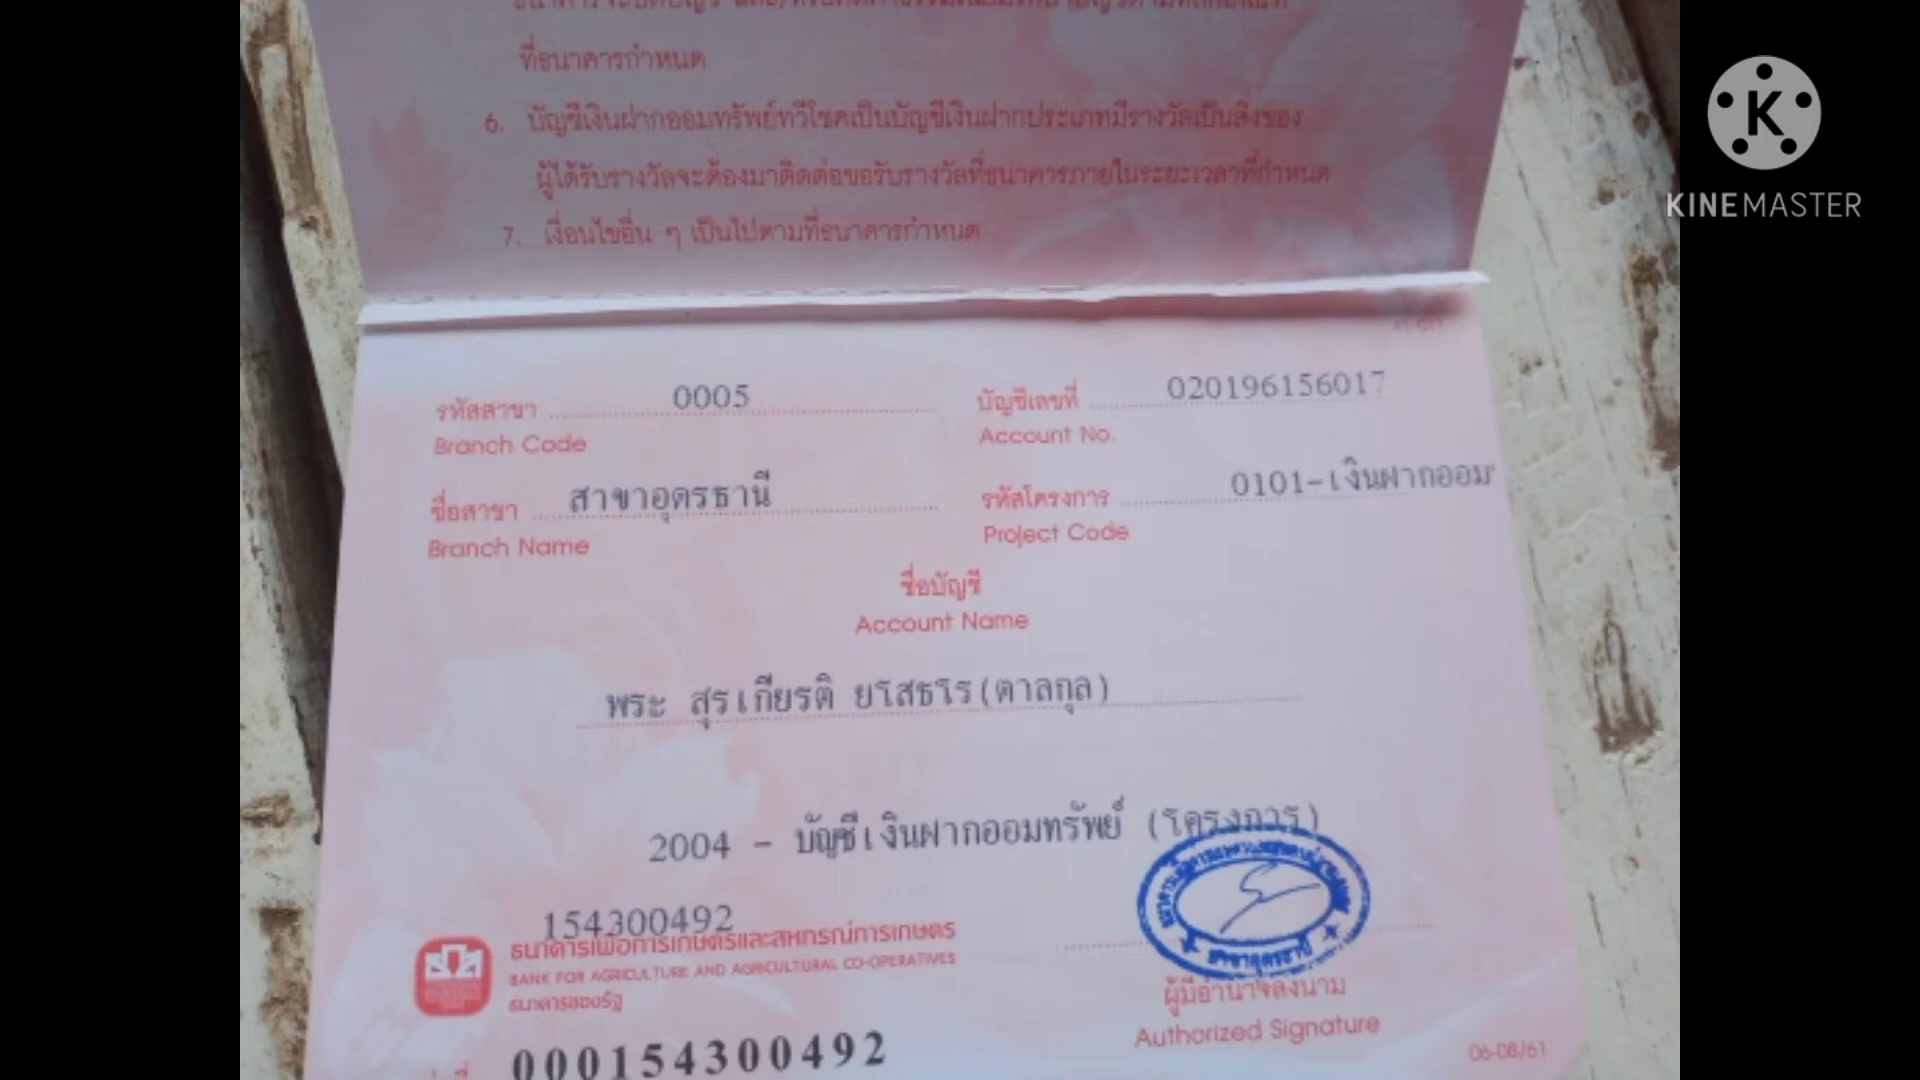 ที่ธนาคารกำหนด
6. บัญชีเงินฝากออมทรัพย์ทวีโชคเป็นบัญชีเงินฝากประเภทมีรางวัลเป็นสิ่งของ
ผู้ได้รับรางวัลจะต้องมาติดต่อขอรับรางวัลที่ธนาคารภายในระยะเวลาที่กำหนด
7. เงื่อนไขอื่น ๆ เป็นไปตามที่ธนาคารกำหนด
KINEMASTER
รหัสสาขา 0005 บัญชีเลขที่ 020196156017
Branch Code Account No.
ชื่อสาขา สาขาอุดรธานี รหัสโครงการ 0101-เงินฝากออม
Branch Name Project Code
ชื่อบัญชี
Account Name
พระ สุรเกียรติ ยโสธโร(ตาลกุล)
2004 - บัญชีเงินฝากออมทรัพย์ (โครงการ)
154300492
ธนาคารเพื่อการเกษตรและสหกรณ์การเกษตร
BANK FOR AGRICULTURE AND AGRICULTURAL CO-OPERATIVES
ธนาคารของรัฐ
สาขาอุดรธานี
ผู้มีอำนาจลงนาม
Authorized Signature
000154300492
06-08/61